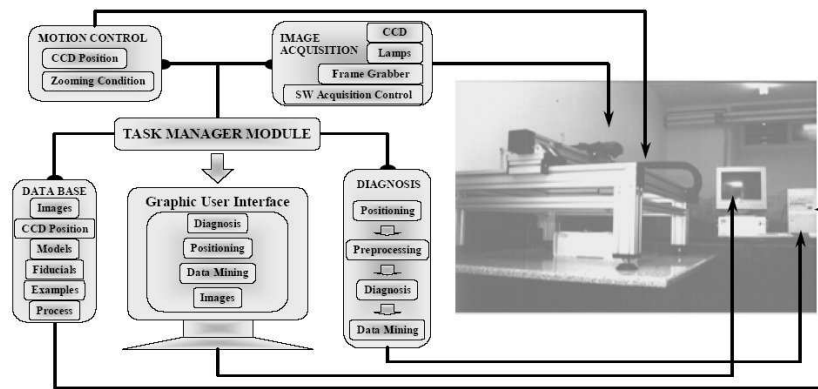 MOTION CONTROL
CCD Position
Zooming Condition
IMAGE
ACQUISITION
CCD
Lamps
Frame Grabber
SW Acquisition Control
TASK MANAGER MODULE
DATA BASE
Images
CCD Position
Models
Fiducials
Examples
Process
Graphic User Interface
Diagnosis
Positioning
Data Mining
Images
DIAGNOSIS
Positioning
Preprocessing
Diagnosis
Data Mining